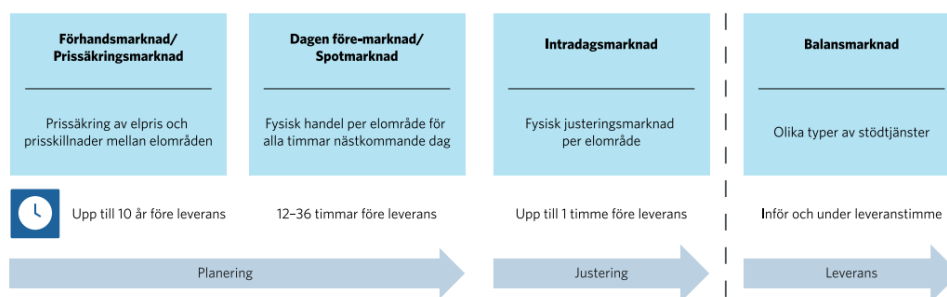 Förhandsmarknad/
Prissäkringsmarknad
Prissäkring av elpris och
prisskillnader mellan elområden
Upp till 10 år före leverans
Dagen före-marknad/
Spotmarknad
Fysisk handel per elområde för
alla timmar nästkommande dag
12–36 timmar före leverans
Planering
Intradagsmarknad
Fysisk justeringsmarknad
per elområde
Upp till 1 timme före leverans
Justering
Balansmarknad
Olika typer av stödtjänster
Inför och under leveranstimme
Leverans